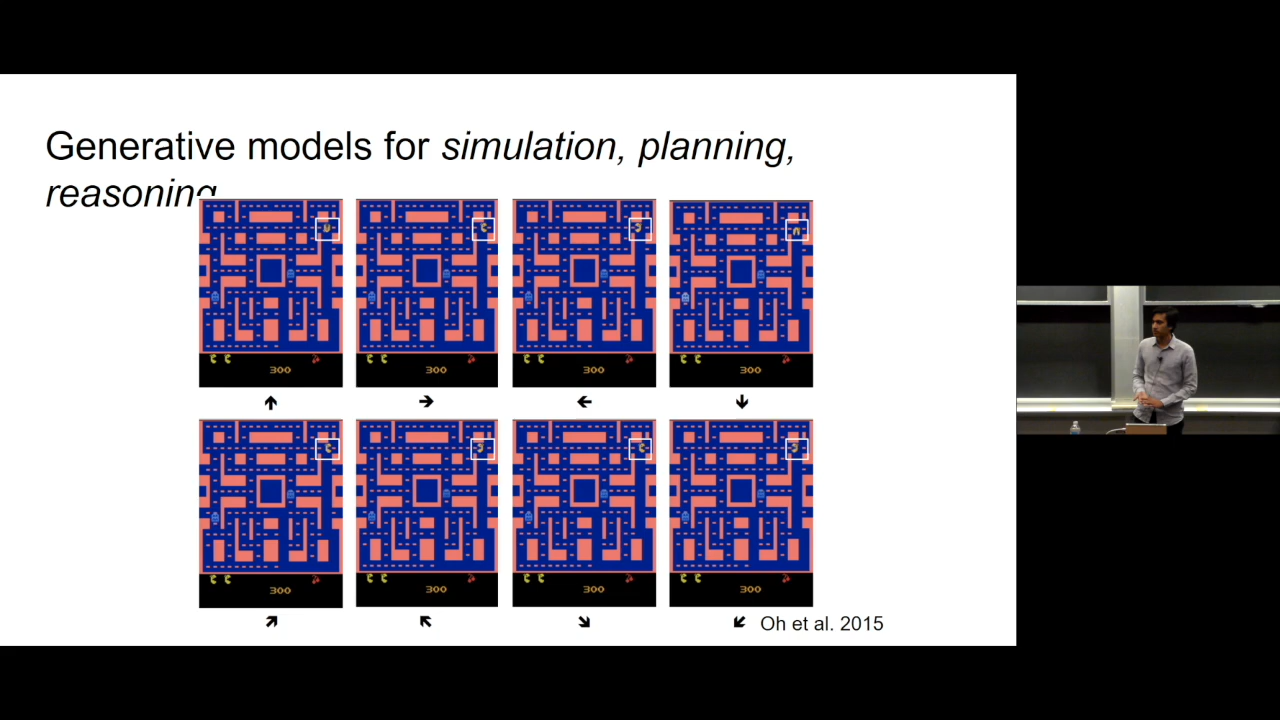 Generative models for simulation, planning,
reasoning
300 300 300 300
300 300 300 300
Oh et al. 2015